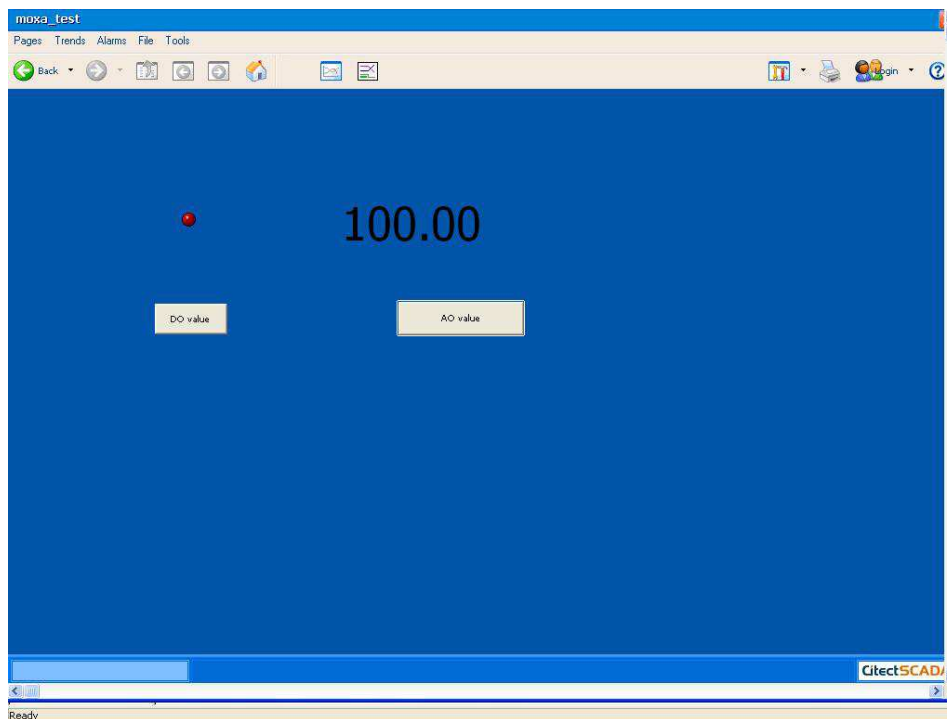 moxa_test
Pages Trends Alarms File Tools
Back
100.00
DO value
AO value
CitectSCADA
Ready